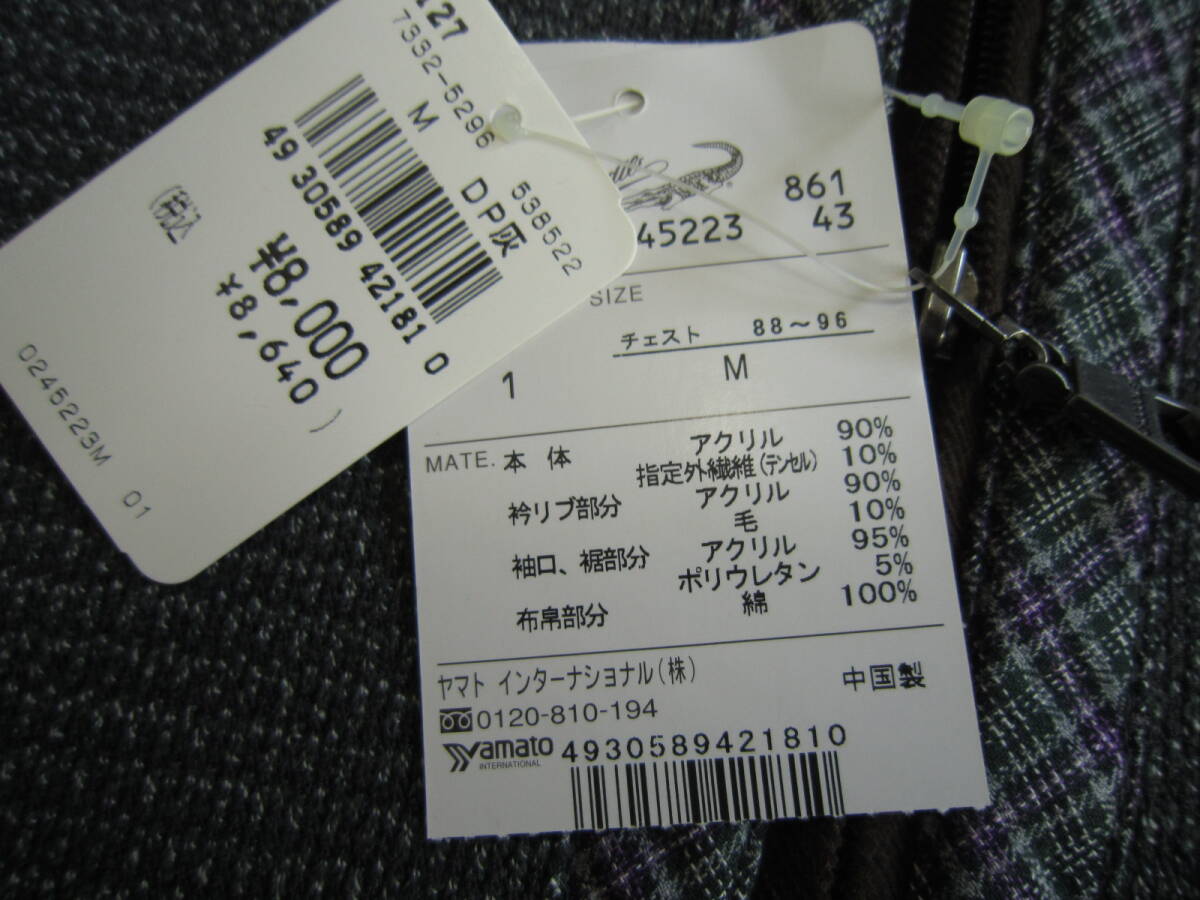 127
7332-5296
M
538522
DP灰
49 30589 42181 0
¥8,000
(税込
¥8,640)
0245223M
01
861
45223 43
SIZE
チェスト 88～96
1 M
MATE. 本体 アクリル 90%
指定外繊維(テンセル) 10%
衿リブ部分 アクリル 90%
毛 10%
袖口、裾部分 アクリル 95%
ポリウレタン 5%
布帛部分 綿 100%
ヤマト インターナショナル(株) 中国製
0120-810-194
Yamato
INTERNATIONAL
4930589421810